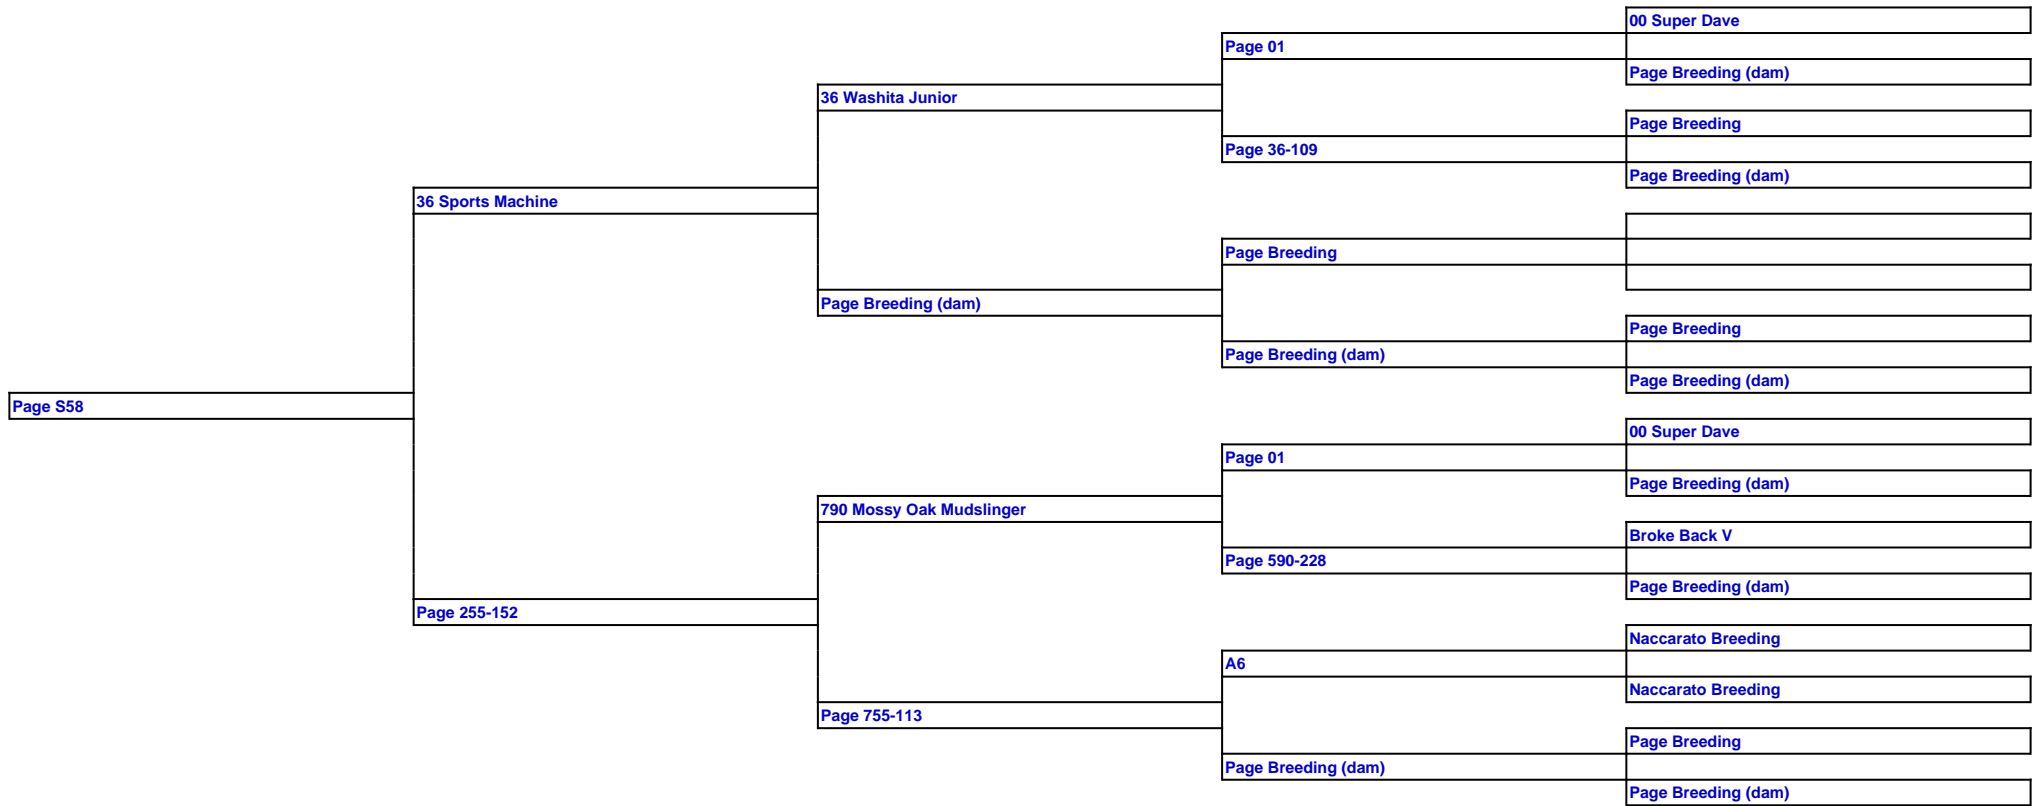 00 Super Dave
Page 01
Page Breeding (dam)
36 Washita Junior
Page Breeding
Page 36-109
Page Breeding (dam)
36 Sports Machine
Page Breeding
Page Breeding (dam)
Page Breeding
Page Breeding (dam)
Page Breeding (dam)
Page S58
00 Super Dave
Page 01
Page Breeding (dam)
790 Mossy Oak Mudslinger
Broke Back V
Page 590-228
Page Breeding (dam)
Page 255-152
Naccarato Breeding
A6
Naccarato Breeding
Page 755-113
Page Breeding
Page Breeding (dam)
Page Breeding (dam)